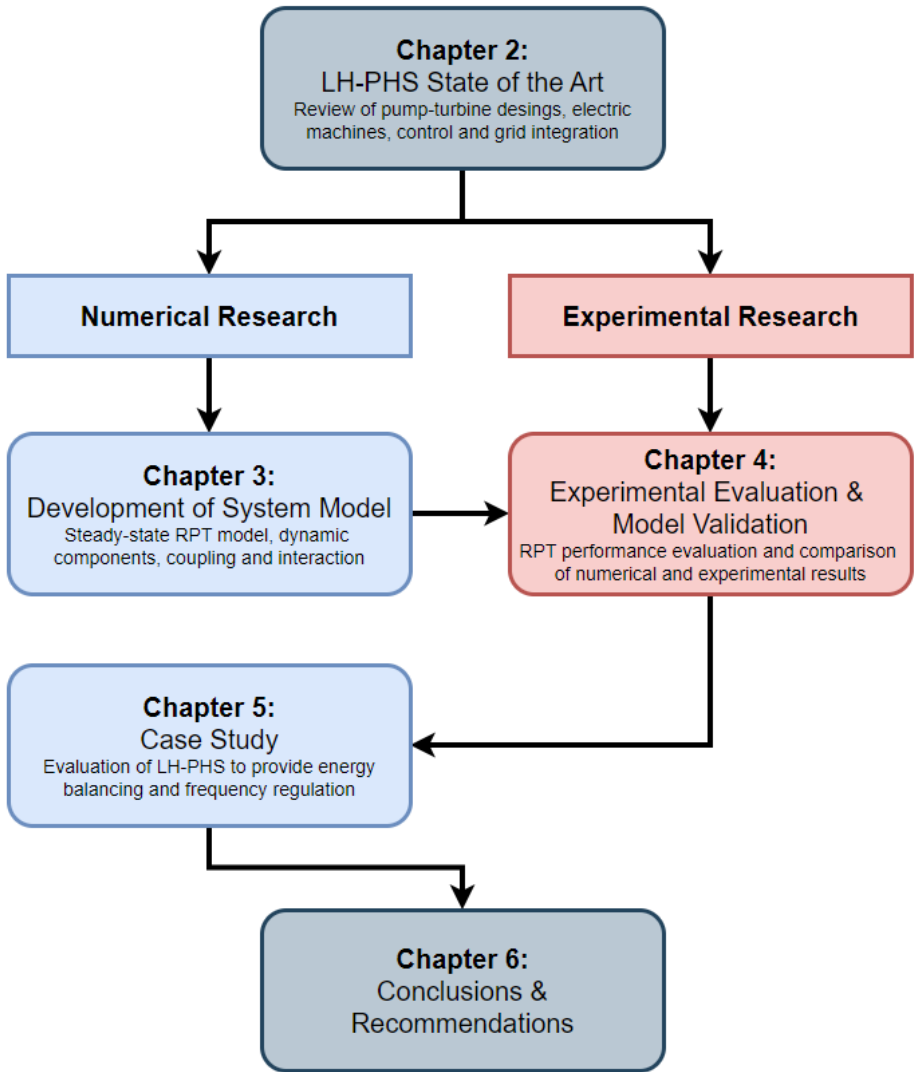 Chapter 2:
LH-PHS State of the Art
Review of pump-turbine desings, electric
machines, control and grid integration
Numerical Research
Experimental Research
Chapter 3:
Development of System Model
Steady-state RPT model, dynamic
components, coupling and interaction
Chapter 4:
Experimental Evaluation &
Model Validation
RPT performance evaluation and comparison
of numerical and experimental results
Chapter 5:
Case Study
Evaluation of LH-PHS to provide energy
balancing and frequency regulation
Chapter 6:
Conclusions &
Recommendations